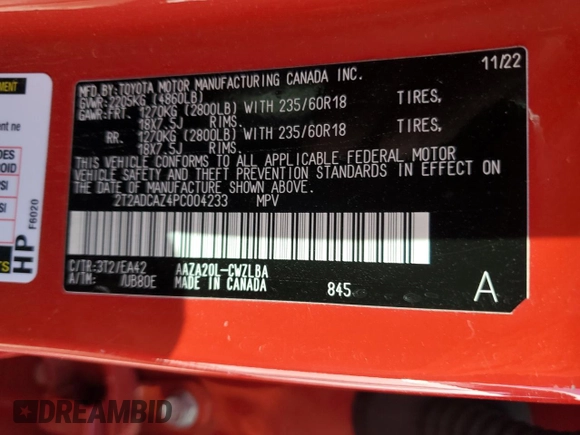 MFD.BY:TOYOTA MOTOR MANUFACTURING CANADA INC. 11/22
GVWR:2205KG (4860LB)
GAWR:FRT. 1270KG (2800LB) WITH 235/60R18 TIRES,
18X7.5J RIMS.
RR. 1270KG (2800LB) WITH 235/60R18 TIRES,
18X7.5J RIMS.
THIS VEHICLE CONFORMS TO ALL APPLICABLE FEDERAL MOTOR
VEHICLE SAFETY AND THEFT PREVENTION STANDARDS IN EFFECT
ON THE DATE OF MANUFACTURE SHOWN ABOVE.
2T2ADCAZ4PC004233 MPV
C/TR:3T2/EA42 AAZA20L-CWZLBA
A/TM: /UB80E MADE IN CANADA 845 A
HP
F6020
DREAMBID